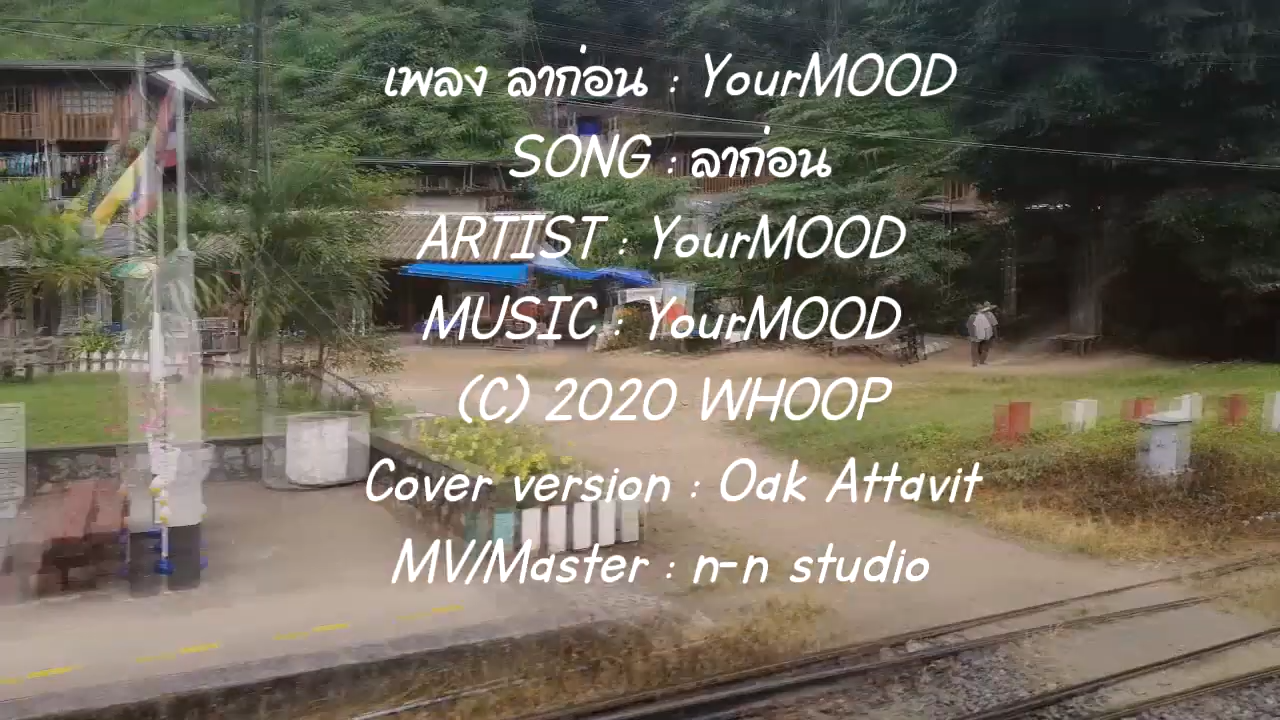 เพลง ลาก่อน : YourMOOD
SONG : ลาก่อน
ARTIST : YourMOOD
MUSIC : YourMOOD
(C) 2020 WHOOP
Cover version : Oak Attavit
MV/Master : n-n studio